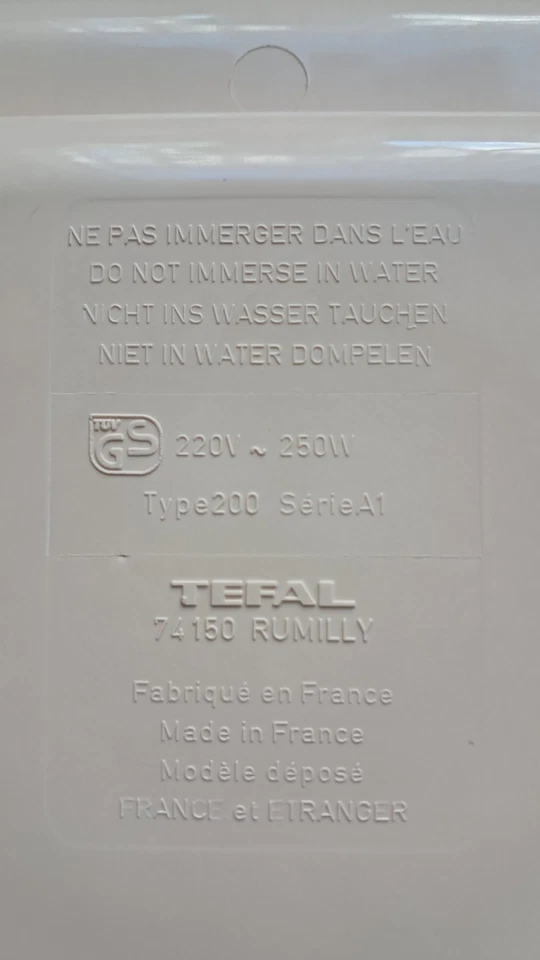 NE PAS IMMERGER DANS L'EAU
DO NOT IMMERSE IN WATER
NICHT INS WASSER TAUCHEN
NIET IN WATER DOMPELEN
TÜV GS 220V ~ 250W
Type200 SérieA1
TEFAL
74150 RUMILLY
Fabriqué en France
Made in France
Modèle déposé
FRANCE et ETRANGER